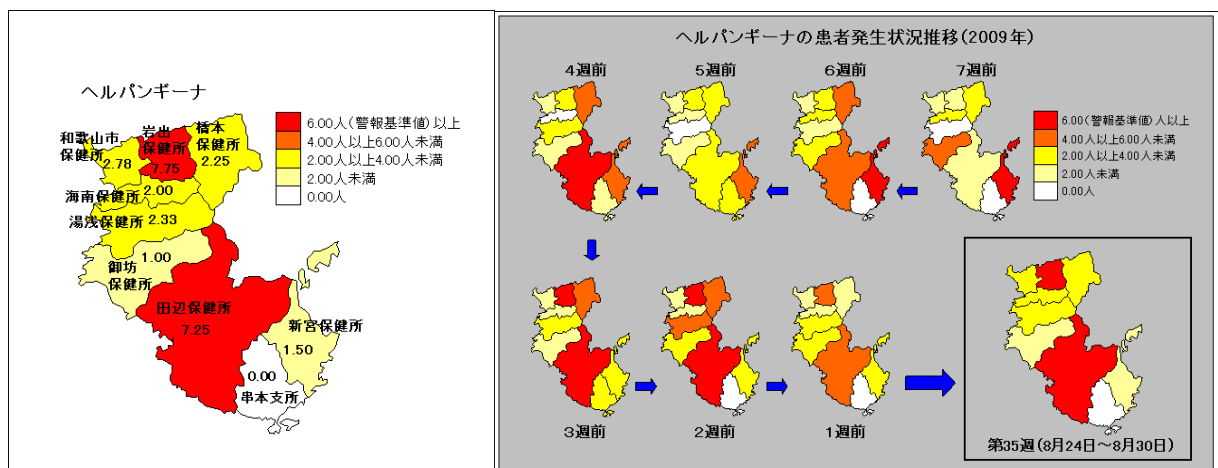 ヘルパンギーナ
6.00人(警報基準値)以上
4.00人以上6.00人未満
2.00人以上4.00人未満
2.00人未満
0.00人
和歌山市
保健所
2.78
岩出
保健所
7.75
橋本
保健所
2.25
海南保健所
2.00
湯浅保健所
2.33
御坊
保健所
1.00
田辺保健所
7.25
新宮保健所
1.50
0.00
串本支所
ヘルパンギーナの患者発生状況推移(2009年)
4週前
5週前
6週前
7週前
6.00(警報基準値)人以上
4.00人以上6.00人未満
2.00人以上4.00人未満
2.00人未満
0.00人
3週前
2週前
1週前
第35週(8月24日～8月30日)